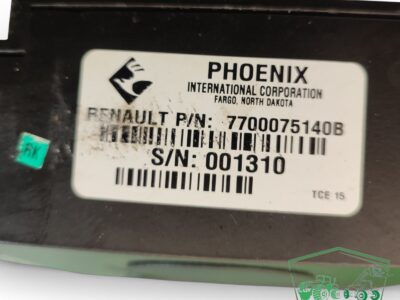 PHOENIX
INTERNATIONAL CORPORATION
FARGO, NORTH DAKOTA
RENAULT P/N: 7700075140B
S/N: 001310
TCE 15